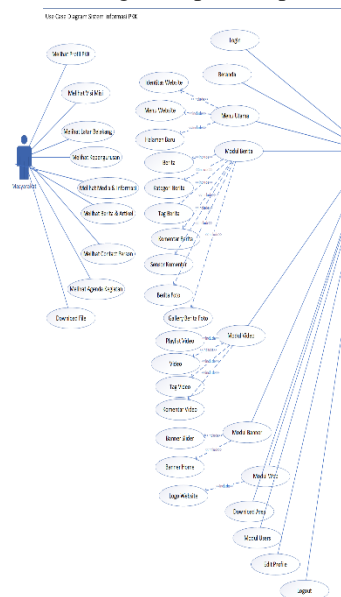 Use Case Diagram Sistem Informasi PKK
Melihat Profil PKK
Melihat Visi Misi
Melihat Latar Belakang
Melihat Kepengurusan
Melihat Media & Informasi
Melihat Berita & Artikel
Melihat Contact Person
Melihat Agenda Kegiatan
Download File
Masyarakat
Login
Beranda
Identitas Website
Menu Website
Halaman Baru
Menu Utama
Berita
Kategori Berita
Tag Berita
Komentar Berita
Sensor Komentar
Berita Foto
Gallery Berita Foto
Modul Berita
Playlist Video
Video
Tag Video
Komentar Video
Modul Video
Banner Slider
Banner Home
Modul Banner
Logo Website
Modul Web
Download Area
Modul Users
Edit Profile
Logout